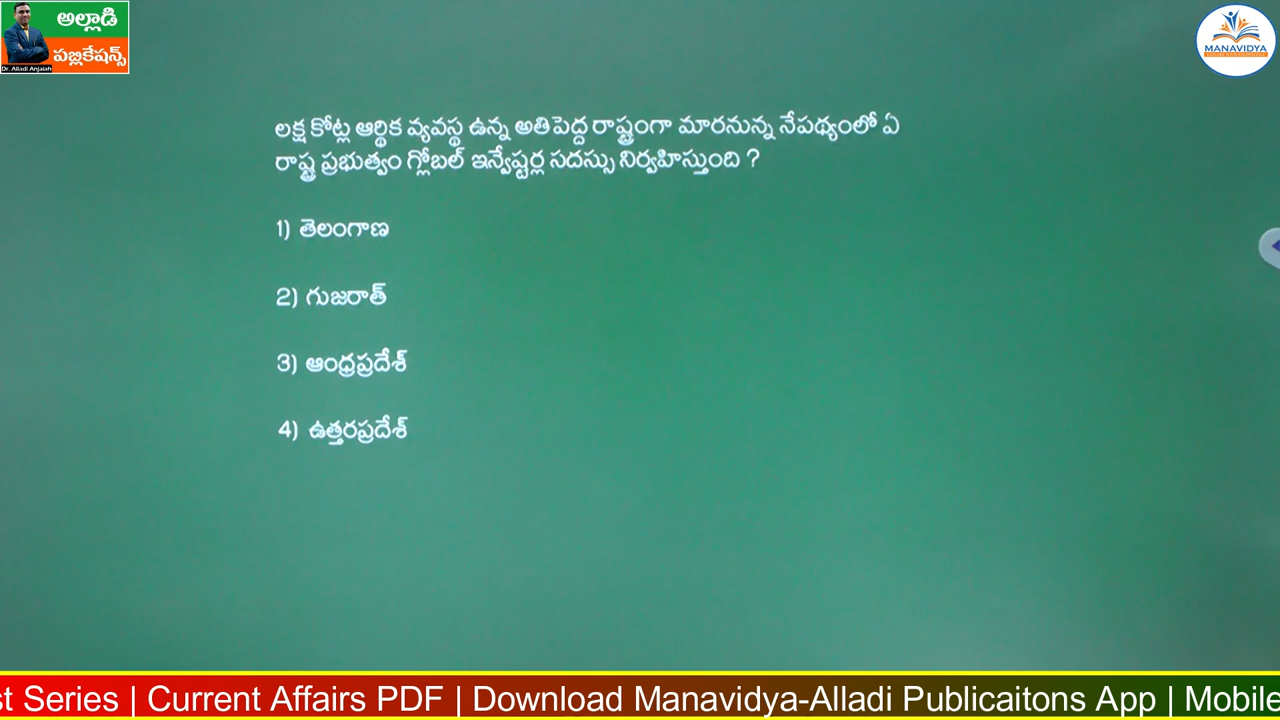 అల్లాడి
పబ్లికేషన్స్
Dr. Alladi Anjaiah
MANAVIDYA
లక్ష కోట్ల ఆర్థిక వ్యవస్థ ఉన్న అతిపెద్ద రాష్ట్రంగా మారనున్న నేపథ్యంలో ఏ
రాష్ట్ర ప్రభుత్వం గ్లోబల్ ఇన్వేష్టర్ల సదస్సు నిర్వహిస్తుంది ?
1) తెలంగాణ
2) గుజరాత్
3) ఆంధ్రప్రదేశ్
4) ఉత్తరప్రదేశ్
st Series | Current Affairs PDF | Download Manavidya-Alladi Publicaitons App | Mobile